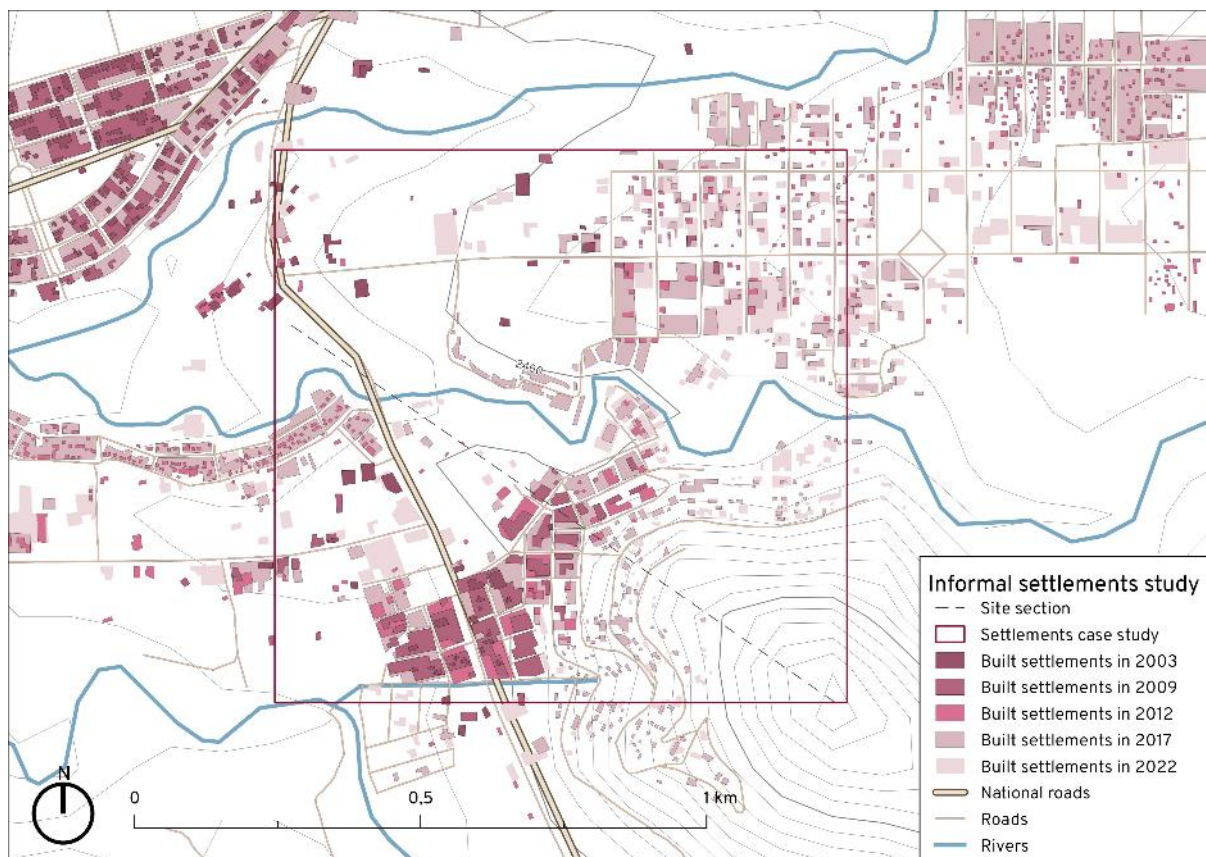 2460
Informal settlements study
Site section
Settlements case study
Built settlements in 2003
Built settlements in 2009
Built settlements in 2012
Built settlements in 2017
Built settlements in 2022
National roads
Roads
Rivers
N
0 0,5 1 km